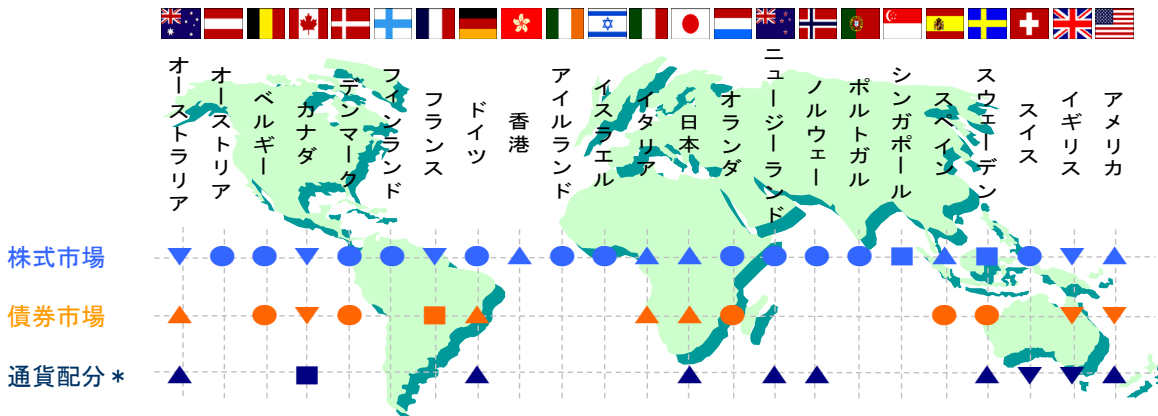 オーストラリア
オーストリア
ベルギー
カナダ
デンマーク
フィンランド
フランス
ドイツ
香港
アイルランド
イスラエル
イタリア
日本
オランダ
ニュージーランド
ノルウェー
ポルトガル
シンガポール
スペイン
スウェーデン
スイス
イギリス
アメリカ
株式市場
債券市場
通貨配分*